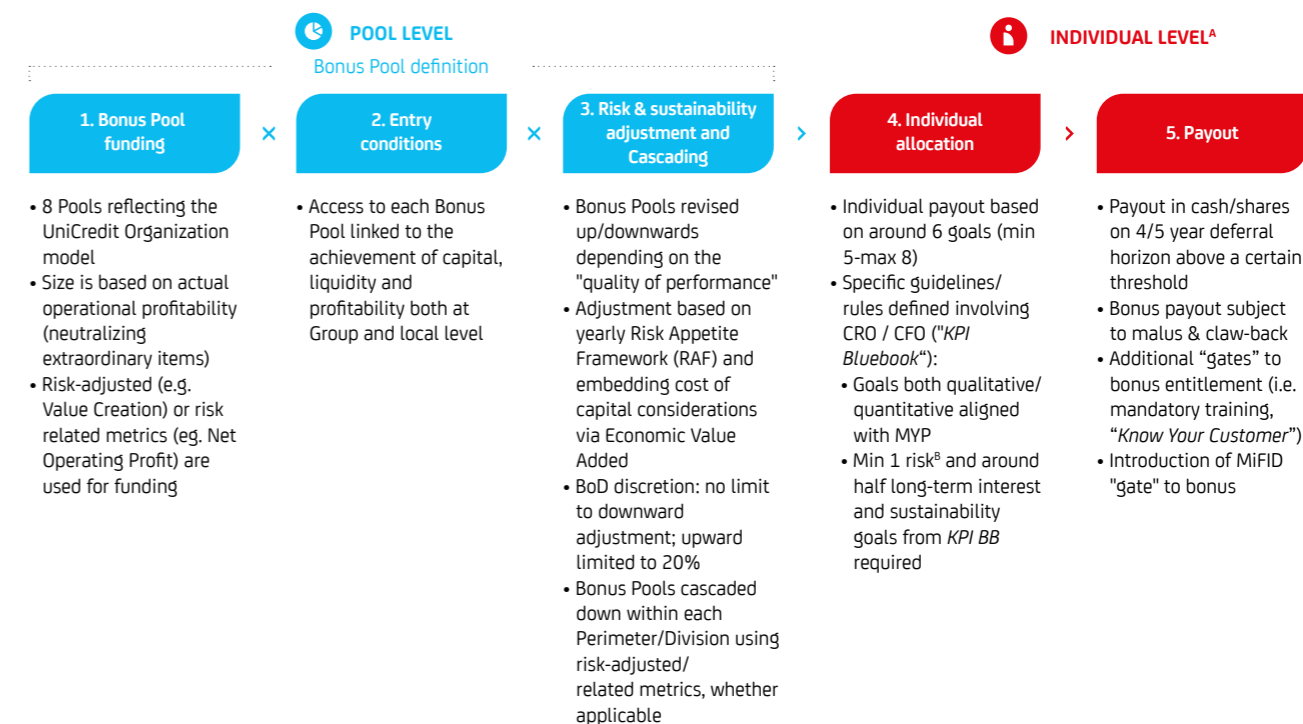 POOL LEVEL
Bonus Pool definition
INDIVIDUAL LEVELᴬ
1. Bonus Pool
funding
×
2. Entry
conditions
×
3. Risk & sustainability
adjustment and
Cascading
>
4. Individual
allocation
>
5. Payout
• 8 Pools reflecting the
UniCredit Organization
model
• Size is based on actual
operational profitability
(neutralizing
extraordinary items)
• Risk-adjusted (e.g.
Value Creation) or risk
related metrics (eg. Net
Operating Profit) are
used for funding
• Access to each Bonus
Pool linked to the
achievement of capital,
liquidity and
profitability both at
Group and local level
• Bonus Pools revised
up/downwards
depending on the
"quality of performance"
• Adjustment based on
yearly Risk Appetite
Framework (RAF) and
embedding cost of
capital considerations
via Economic Value
Added
• BoD discretion: no limit
to downward
adjustment; upward
limited to 20%
• Bonus Pools cascaded
down within each
Perimeter/Division using
risk-adjusted/
related metrics, whether
applicable
• Individual payout based
on around 6 goals (min
5-max 8)
• Specific guidelines/
rules defined involving
CRO / CFO ("KPI
Bluebook“):
• Goals both qualitative/
quantitative aligned
with MYP
• Min 1 riskᴮ and around
half long-term interest
and sustainability
goals from KPI BB
required
• Payout in cash/shares
on 4/5 year deferral
horizon above a certain
threshold
• Bonus payout subject
to malus & claw-back
• Additional “gates” to
bonus entitlement (i.e.
mandatory training,
“Know Your Customer”)
• Introduction of MiFID
"gate" to bonus